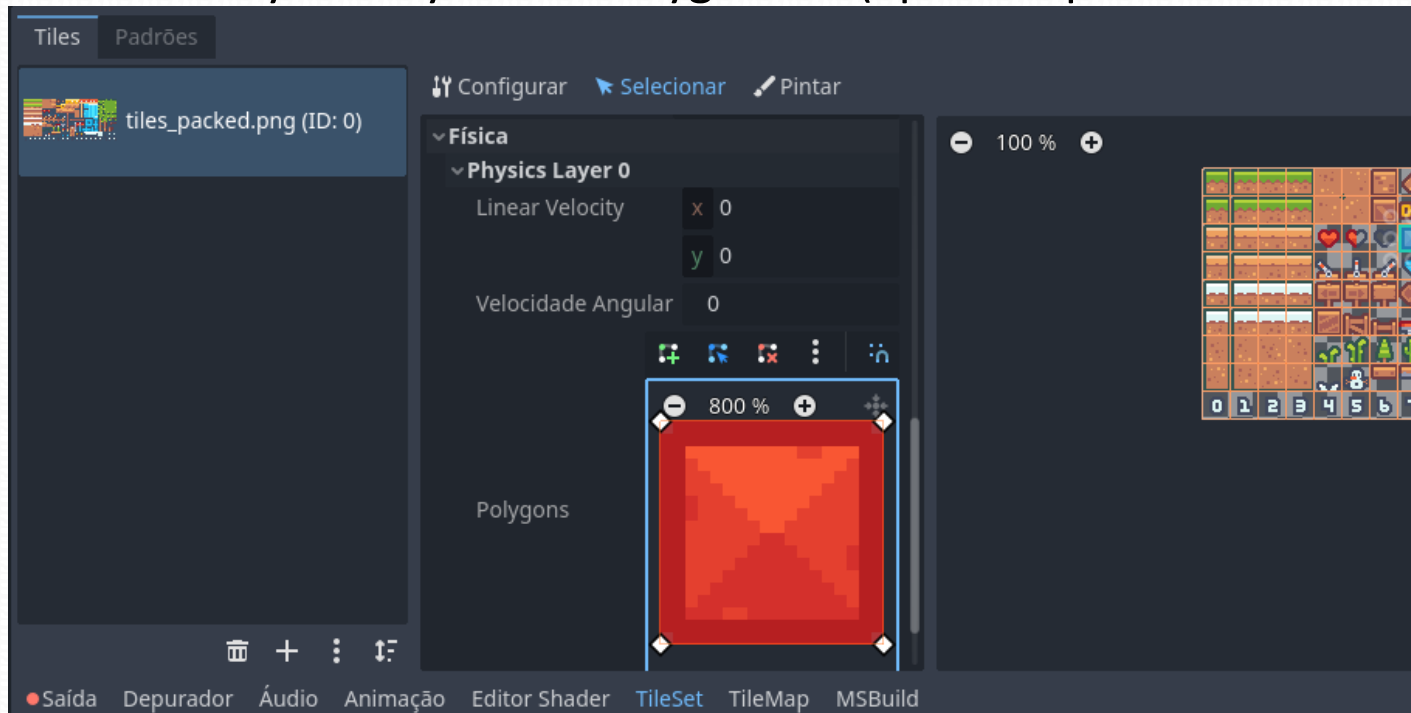 Tiles Padrões
tiles_packed.png (ID: 0)
Configurar Selecionar Pintar
Física
Physics Layer 0
Linear Velocity x 0
y 0
Velocidade Angular 0
800 %
Polygons
100 %
0 1 2 3 4 5 6
Saída Depurador Áudio Animação Editor Shader TileSet TileMap MSBuild